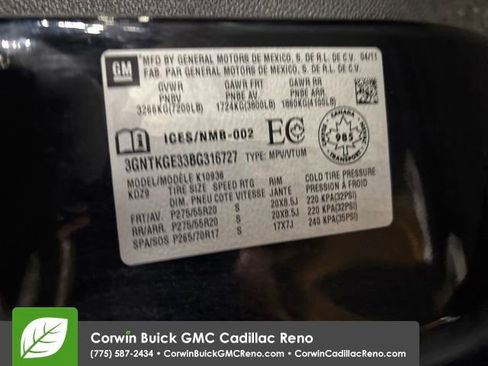 GM
MFD BY GENERAL MOTORS DE MEXICO, S. DE R.L. DE C.V. 04/11
FAB. PAR GENERAL MOTORS DE MEXICO, S. DE R.L. DE C.V.
GVWR GAWR FRT GAWR RR
PNBV PNBE AV PNBE ARR
3266KG(7200LB) 1724KG(3800LB) 1860KG(4100LB)
ICES/NMB-002 EC 985
TRANSPORT
3GNTKGE33BG316727 TYPE: MPV/VTUM
MODEL/MODÈLE K10936
KDZ9 TIRE SIZE SPEED RTG RIM COLD TIRE PRESSURE
DIM. PNEU COTE VITESSE JANTE PRESSION À FROID
FRT/AV. P275/55R20 S 20X8.5J 220 KPA(32PSI)
RR/ARR. P275/55R20 S 20X8.5J 220 KPA(32PSI)
SPA/SOS P265/70R17 S 17X7J 240 KPA(35PSI)
Corwin Buick GMC Cadillac Reno
(775) 587-2434 • CorwinBuickGMCReno.com • CorwinCadillacReno.com